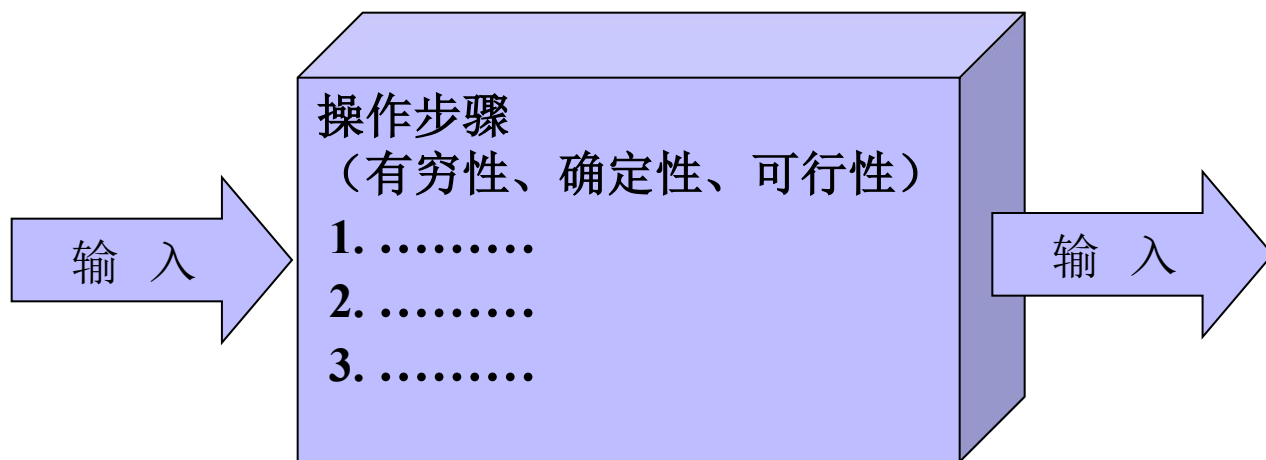 操作步骤
（有穷性、确定性、可行性）
输 入
1. ………
2. ………
3. ………
输 入